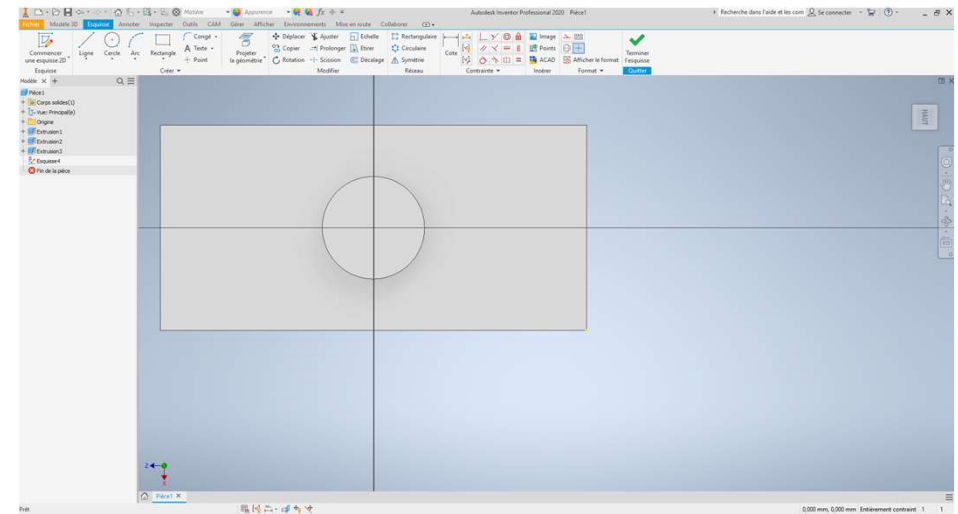 Matière Apparence fx Autodesk Inventor Professional 2020 Pièce1 Recherche dans l'aide et les com Se connecter
Fichier Modèle 3D Esquisse Annoter Inspecter Outils CAM Gérer Afficher Environnements Mise en route Collaborer
Commencer une esquisse 2D
Ligne
Cercle
Arc
Rectangle
Congé
A Texte
Point
Projeter la géométrie
Déplacer
Copier
Rotation
Ajuster
Prolonger
Scission
Echelle
Etirer
Décalage
Rectangulaire
Circulaire
Symétrie
Cote
Image
Points
ACAD
Afficher le format
Terminer l'esquisse
Esquisse Créer Modifier Réseau Contrainte Insérer Format Quitter
Modèle
Pièce1
Corps solides(1)
Vue: Principal(e)
Origine
Extrusion1
Extrusion2
Extrusion3
Esquisse4
Fin de la pièce
HAUT
Z
X
Pièce1
Prêt 0,000 mm, 0,000 mm Entièrement contraint 1 1